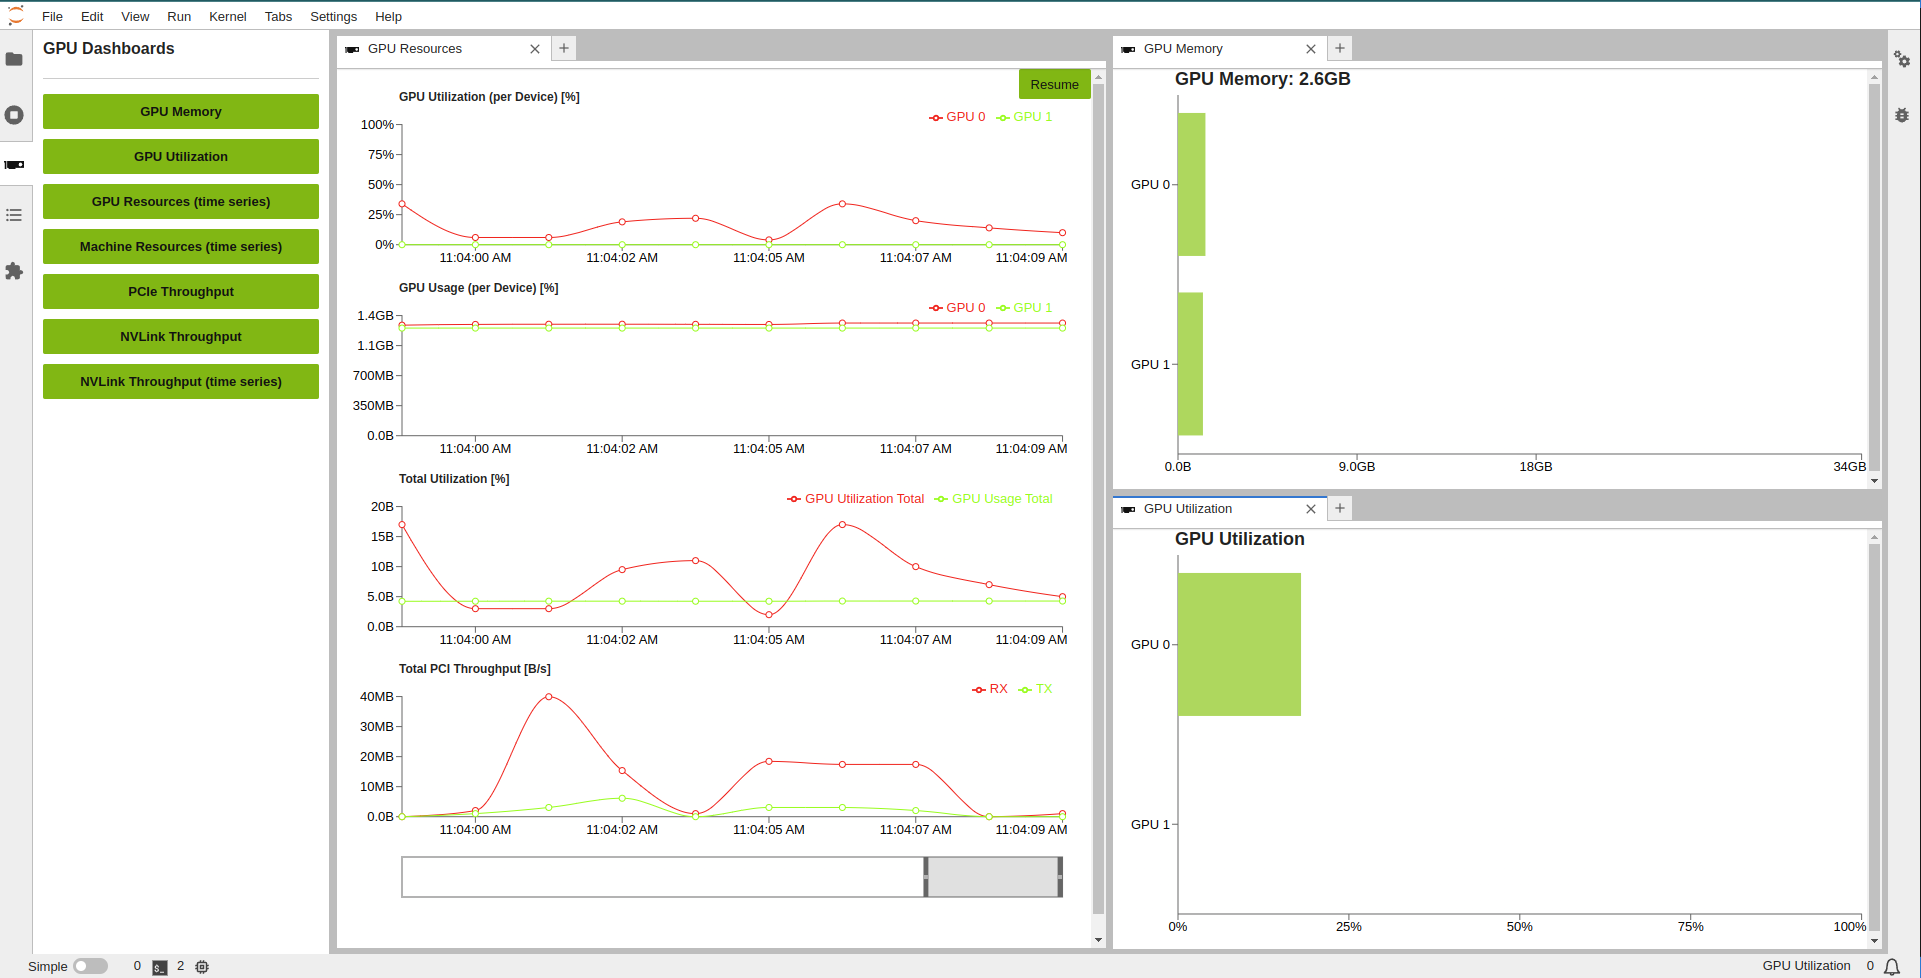 File Edit View Run Kernel Tabs Settings Help
GPU Dashboards
GPU Memory
GPU Utilization
GPU Resources (time series)
Machine Resources (time series)
PCIe Throughput
NVLink Throughput
NVLink Throughput (time series)
GPU Resources
Resume
GPU Utilization (per Device) [%]
GPU 0 GPU 1
100%
75%
50%
25%
0%
11:04:00 AM 11:04:02 AM 11:04:05 AM 11:04:07 AM 11:04:09 AM
GPU Usage (per Device) [%]
GPU 0 GPU 1
1.4GB
1.1GB
700MB
350MB
0.0B
11:04:00 AM 11:04:02 AM 11:04:05 AM 11:04:07 AM 11:04:09 AM
Total Utilization [%]
GPU Utilization Total GPU Usage Total
20B
15B
10B
5.0B
0.0B
11:04:00 AM 11:04:02 AM 11:04:05 AM 11:04:07 AM 11:04:09 AM
Total PCI Throughput [B/s]
RX TX
40MB
30MB
20MB
10MB
0.0B
11:04:00 AM 11:04:02 AM 11:04:05 AM 11:04:07 AM 11:04:09 AM
GPU Memory
GPU Memory: 2.6GB
GPU 0
GPU 1
0.0B 9.0GB 18GB 34GB
GPU Utilization
GPU Utilization
GPU 0
GPU 1
0% 25% 50% 75% 100%
Simple 0 $_ 2 GPU Utilization 0